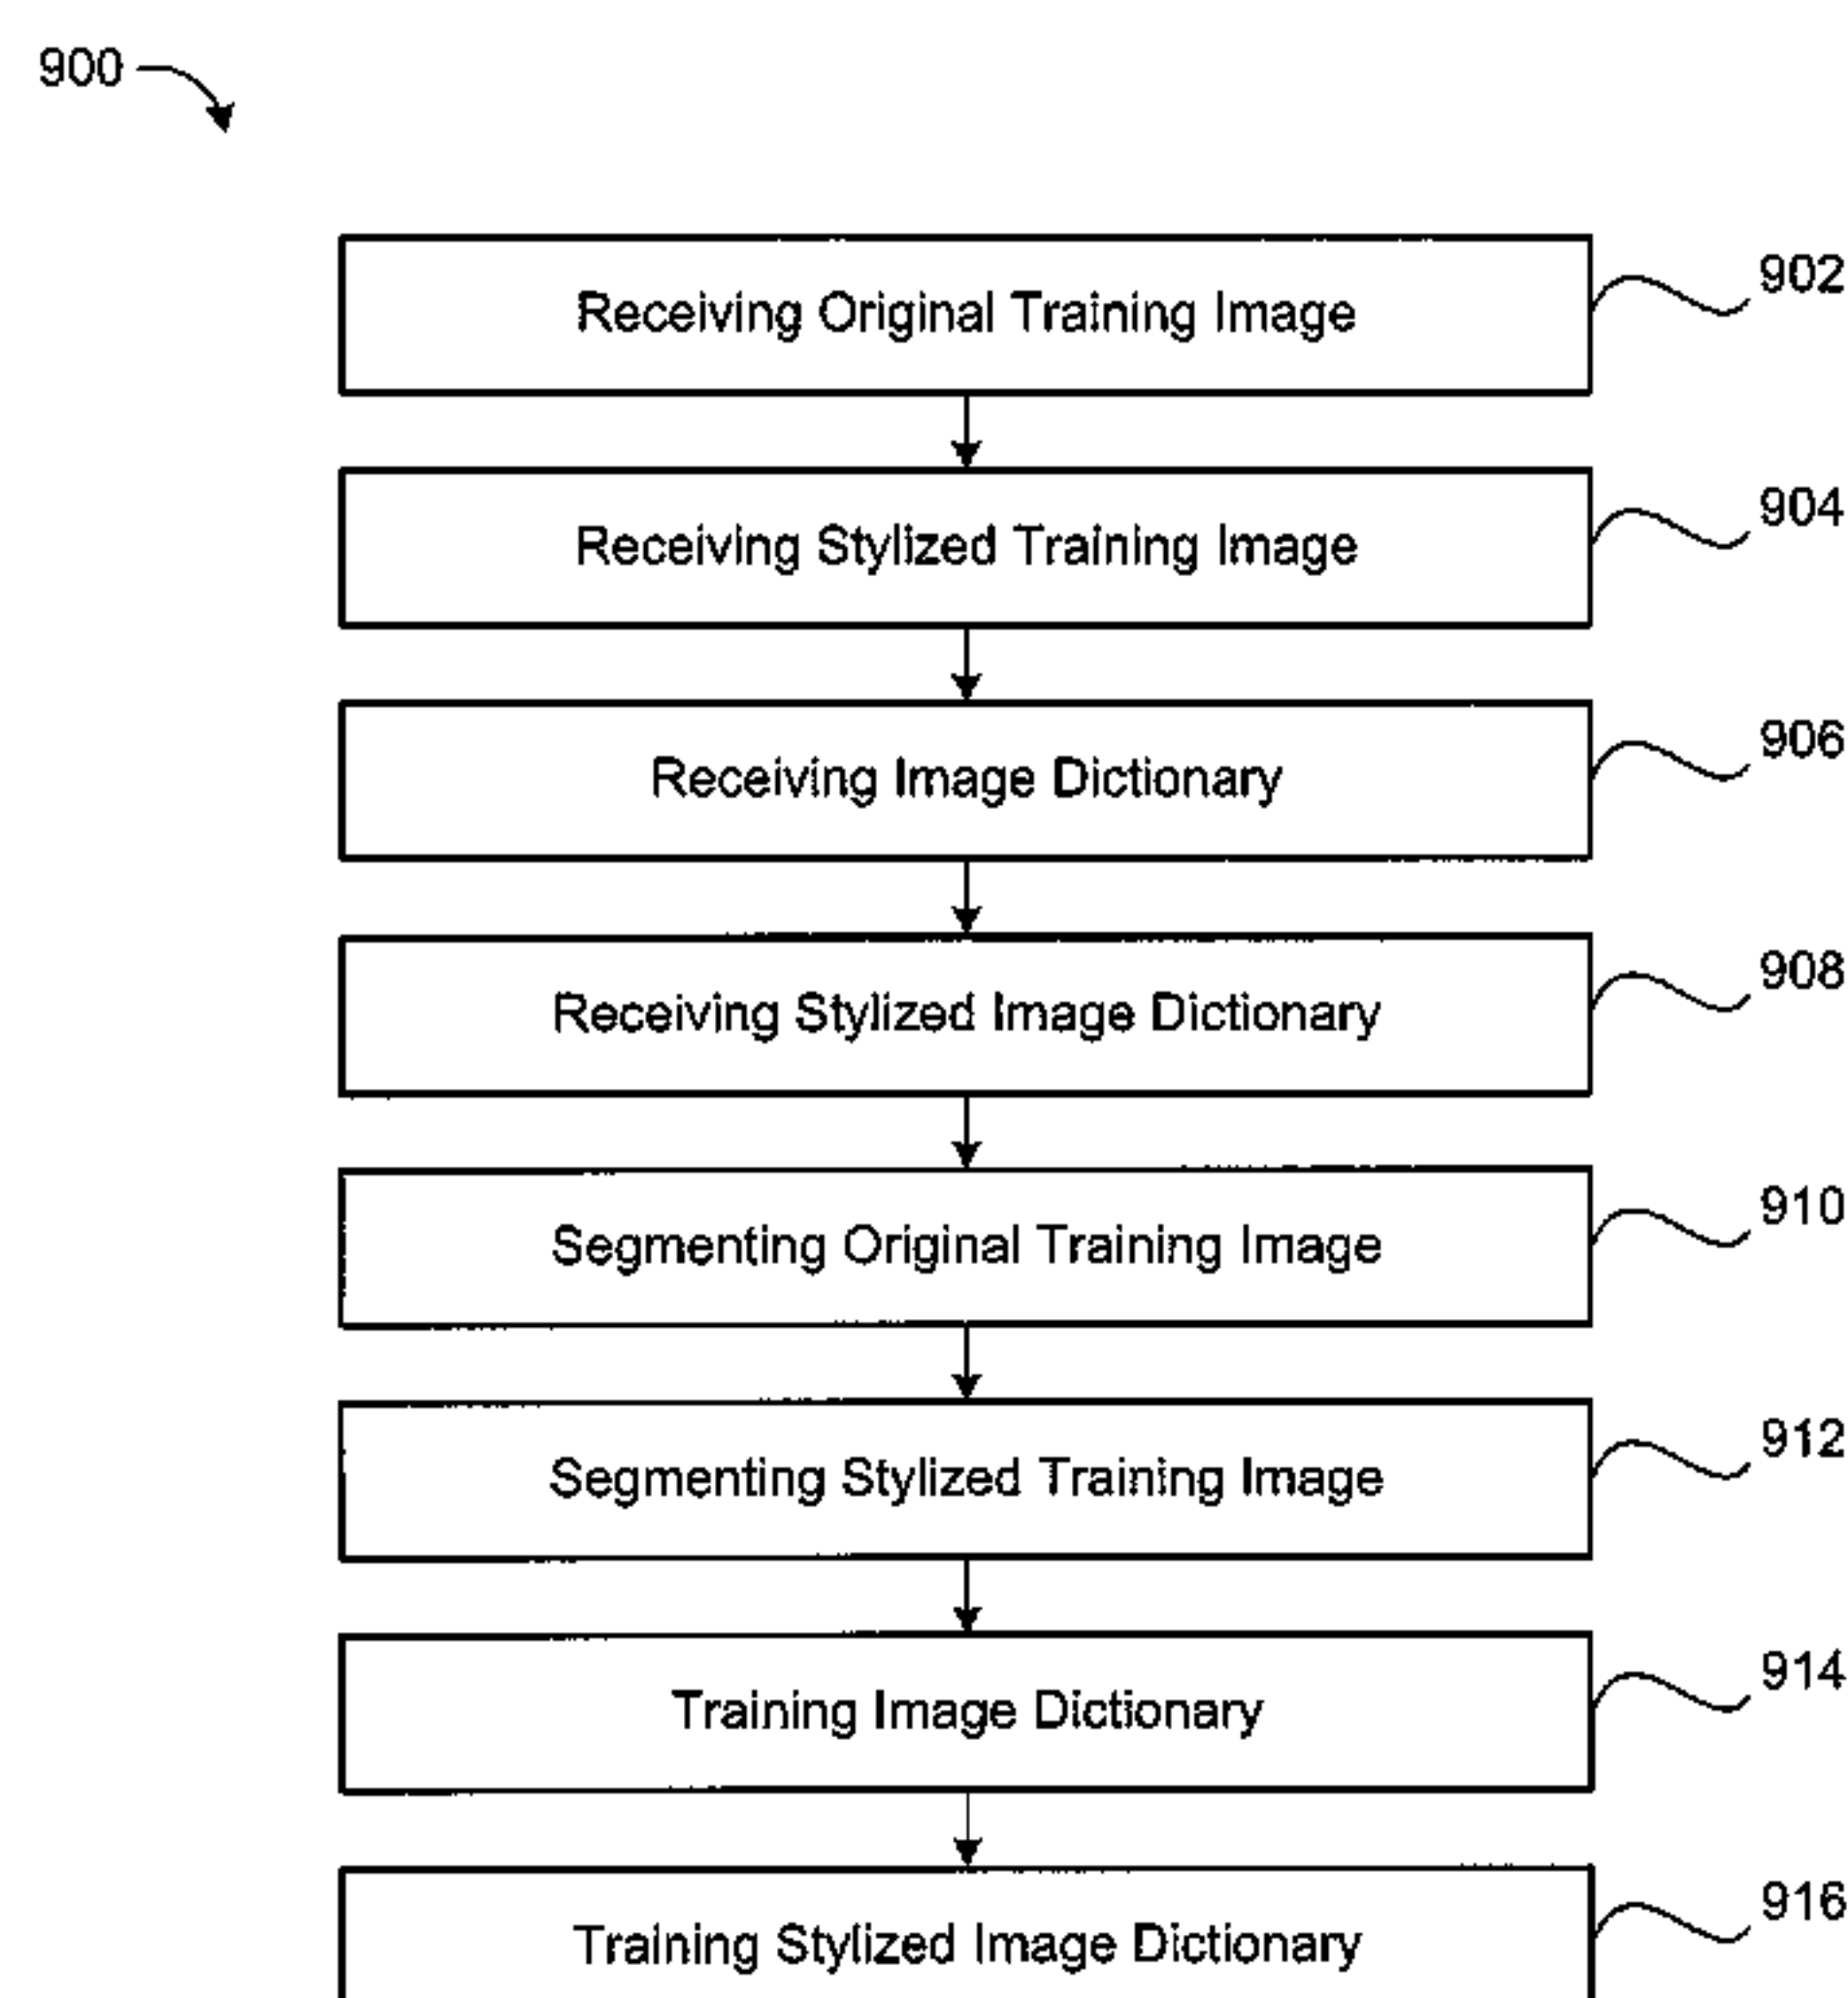 900
Receiving Original Training Image
902
Receiving Stylized Training Image
904
Receiving Image Dictionary
906
Receiving Stylized Image Dictionary
908
Segmenting Original Training Image
910
Segmenting Stylized Training Image
912
Training Image Dictionary
914
Training Stylized Image Dictionary
916